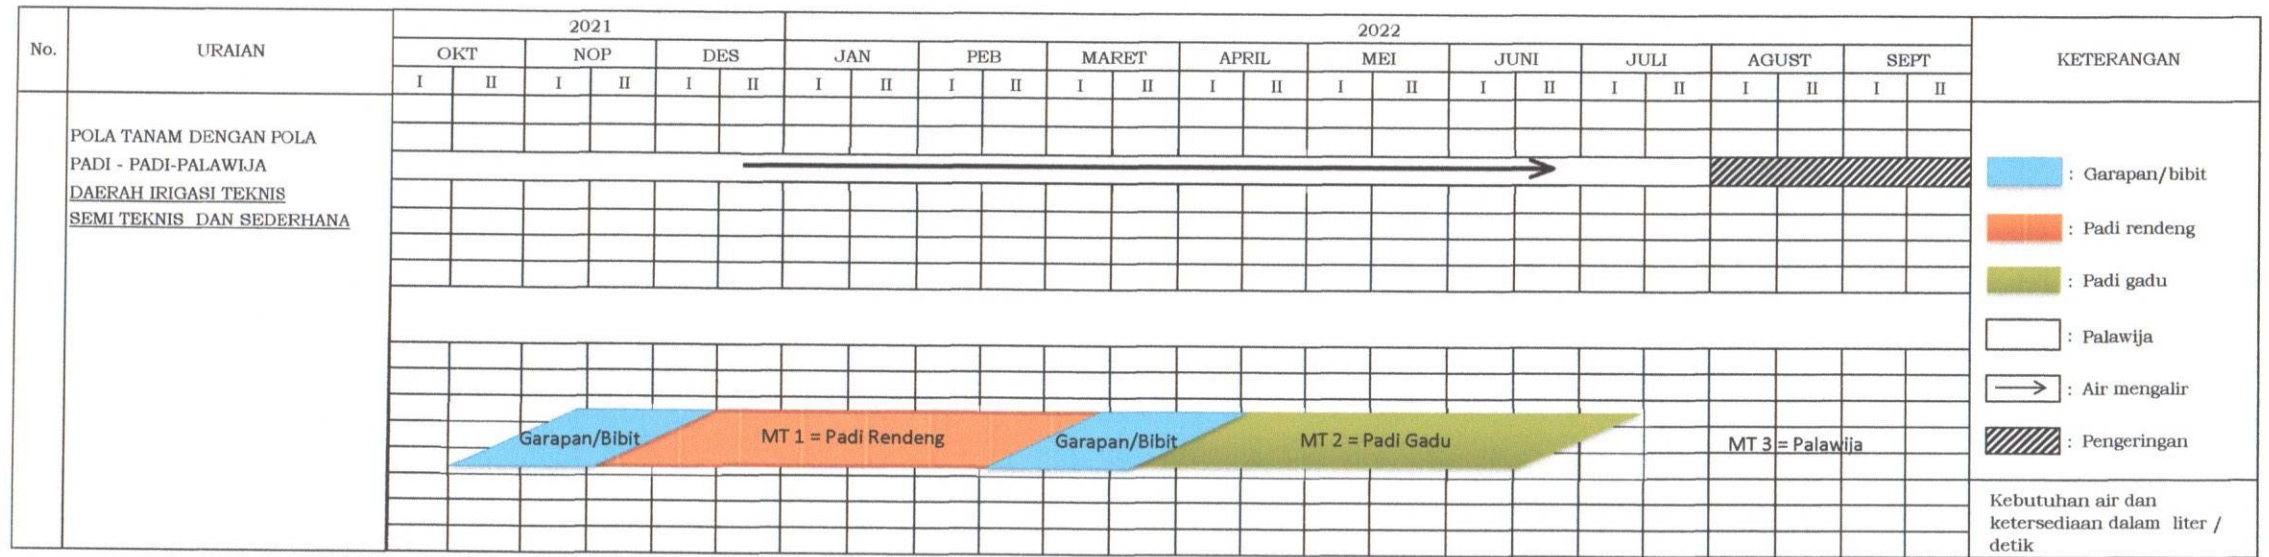 No.
URAIAN
2021
2022
KETERANGAN
OKT
NOP
DES
JAN
PEB
MARET
APRIL
MEI
JUNI
JULI
AGUST
SEPT
I II I II I II I II I II I II I II I II I II I II I II I II
POLA TANAM DENGAN POLA
PADI - PADI-PALAWIJA
DAERAH IRIGASI TEKNIS
SEMI TEKNIS DAN SEDERHANA
Garapan/Bibit
MT 1 = Padi Rendeng
Garapan/Bibit
MT 2 = Padi Gadu
MT 3 = Palawija
: Garapan/bibit
: Padi rendeng
: Padi gadu
: Palawija
: Air mengalir
: Pengeringan
Kebutuhan air dan
ketersediaan dalam liter /
detik